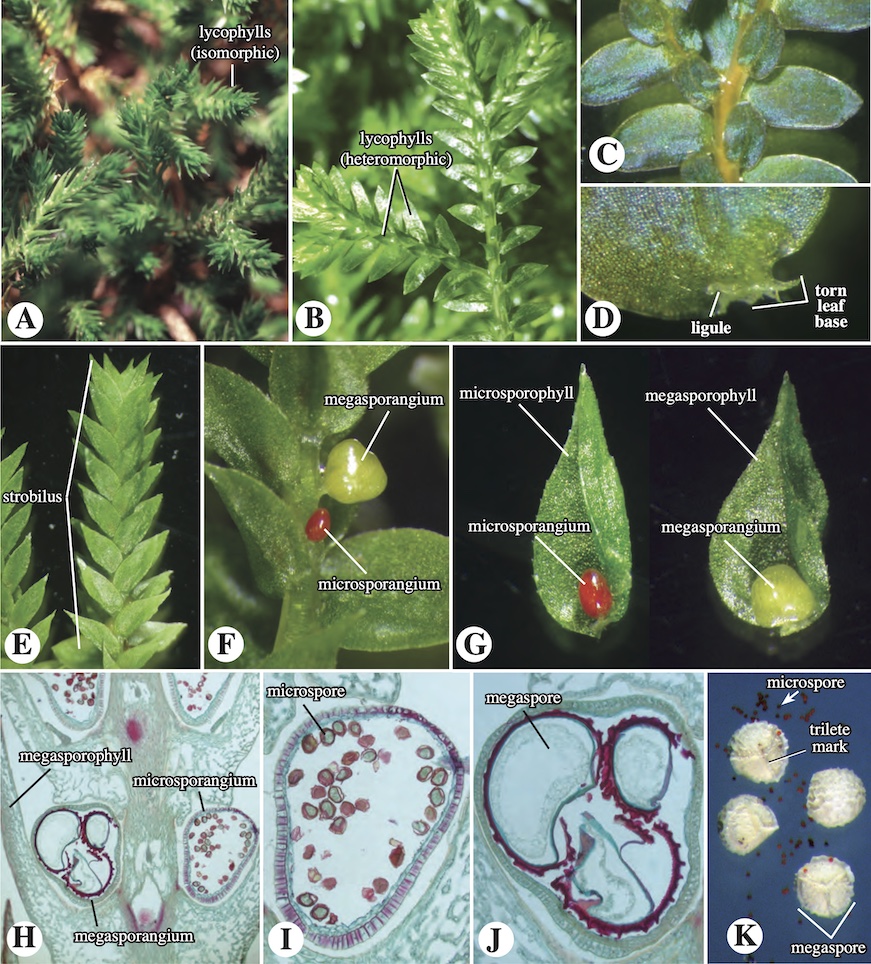 lycophylls
(isomorphic)
A
lycophylls
(heteromorphic)
B
C
D
ligule
torn
leaf
base
strobilus
E
megasporangium
microsporangium
F
microsporophyll
megasporophyll
microsporangium
megasporangium
G
megasporophyll
microsporangium
megasporangium
H
microspore
I
megaspore
J
microspore
trilete
mark
megaspore
K